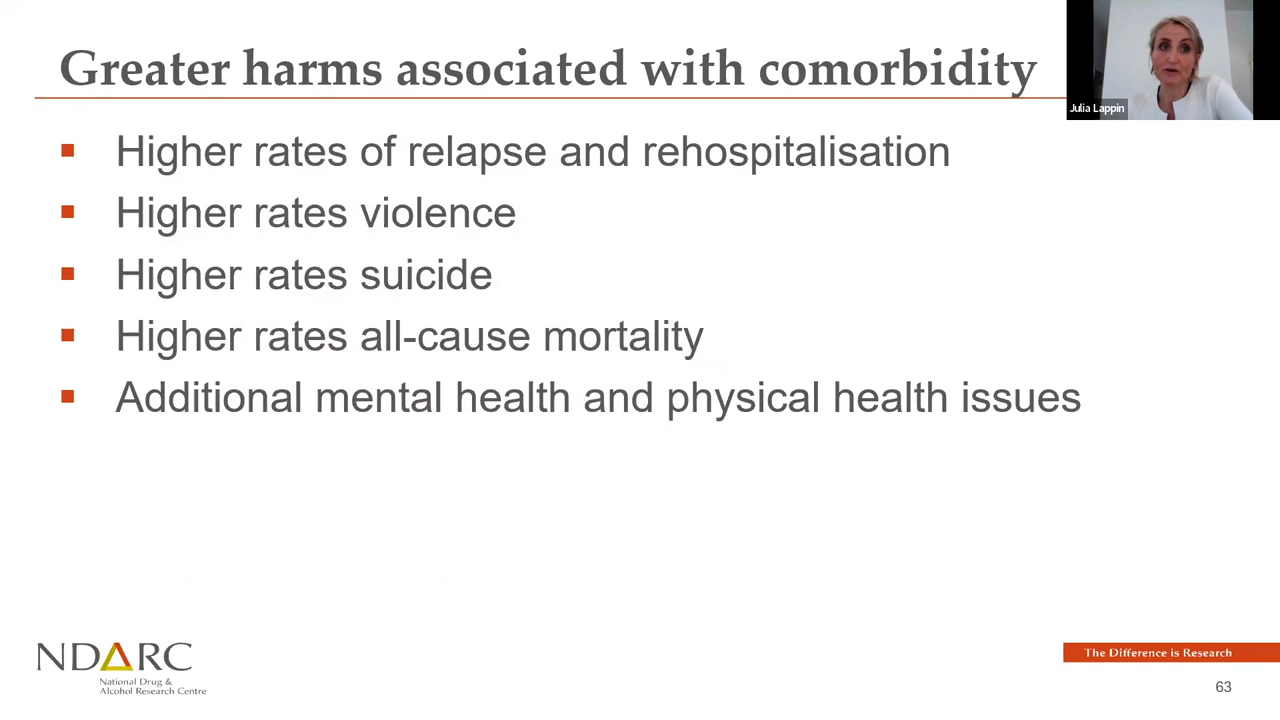 Greater harms associated with comorbidity
Julia Lappin
Higher rates of relapse and rehospitalisation
Higher rates violence
Higher rates suicide
Higher rates all-cause mortality
Additional mental health and physical health issues
NDARC
National Drug &
Alcohol Research Centre
The Difference is Research
63